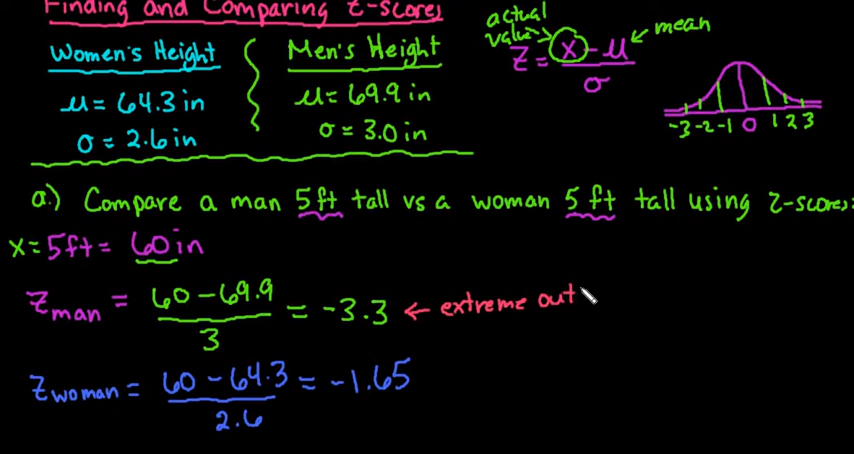 Finding and Comparing Z-scores
Women's Height
μ = 64.3 in
σ = 2.6 in
Men's Height
μ = 69.9 in
σ = 3.0 in
actual
value
z = x - μ / σ
mean
-3 -2 -1 0 1 2 3
a.) Compare a man 5ft tall vs a woman 5 ft tall using z-scores:
x = 5ft = 60 in
Zman = 60 - 69.9 / 3 = -3.3 ← extreme out
Zwoman = 60 - 64.3 / 2.6 = -1.65